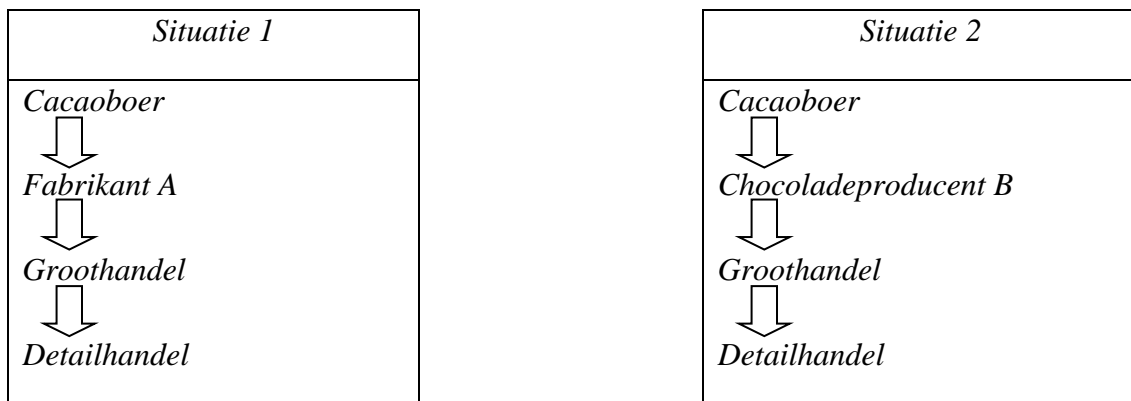 Situatie 1
Cacaoboer
Fabrikant A
Groothandel
Detailhandel
Situatie 2
Cacaoboer
Chocoladeproducent B
Groothandel
Detailhandel